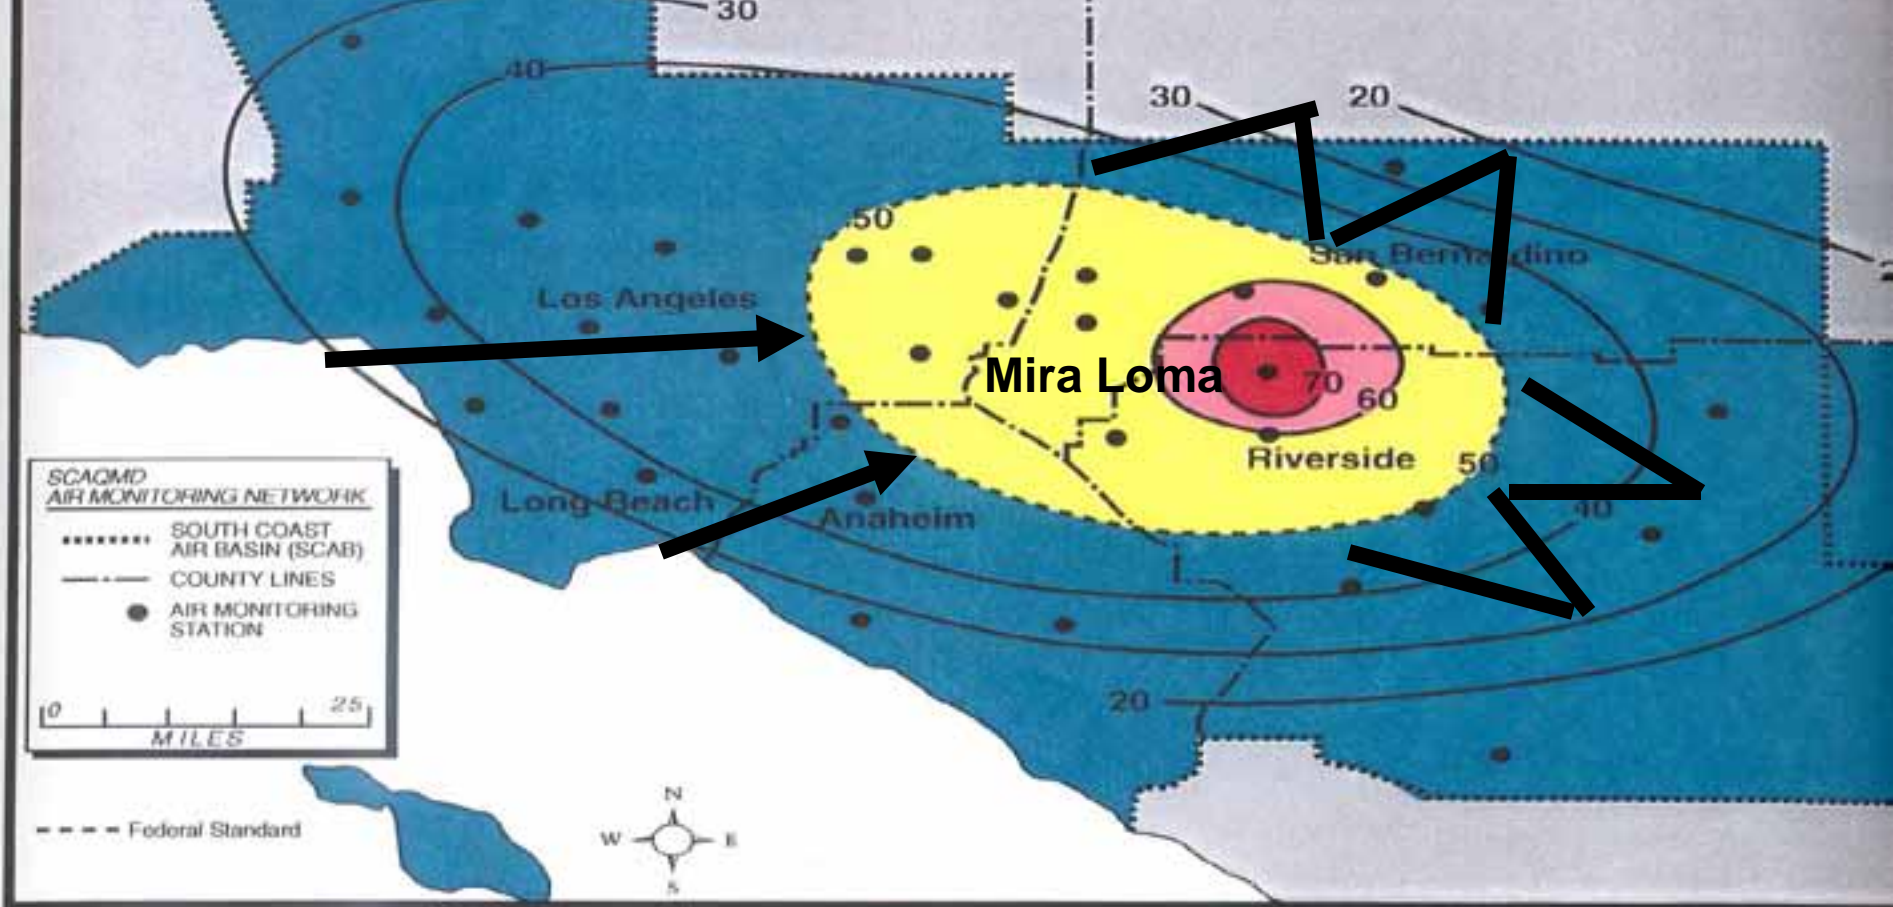 30
40
30
20
50
San Bernardino
Los Angeles
Mira Loma
70
60
Riverside
50
40
Long Beach
Anaheim
20
SCAQMD
AIR MONITORING NETWORK
SOUTH COAST
AIR BASIN (SCAB)
COUNTY LINES
AIR MONITORING
STATION
0 25
MILES
Federal Standard
N
W E
S